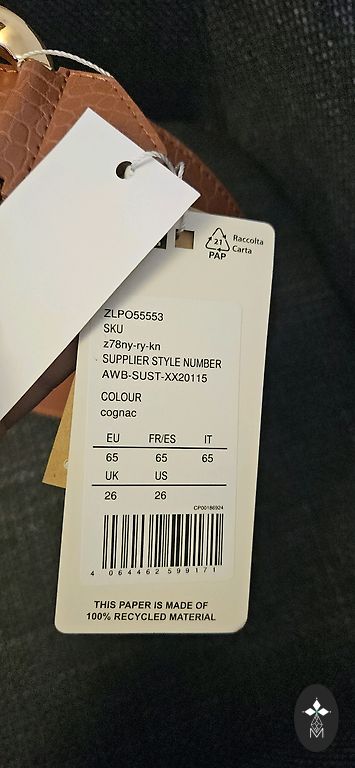 21
PAP
Raccolta
Carta
ZLPO55553
SKU
z78ny-ry-kn
SUPPLIER STYLE NUMBER
AWB-SUST-XX20115
COLOUR
cognac
EU FR/ES IT
65 65 65
UK US
26 26
CP00186924
4 064462 599171
THIS PAPER IS MADE OF
100% RECYCLED MATERIAL
M